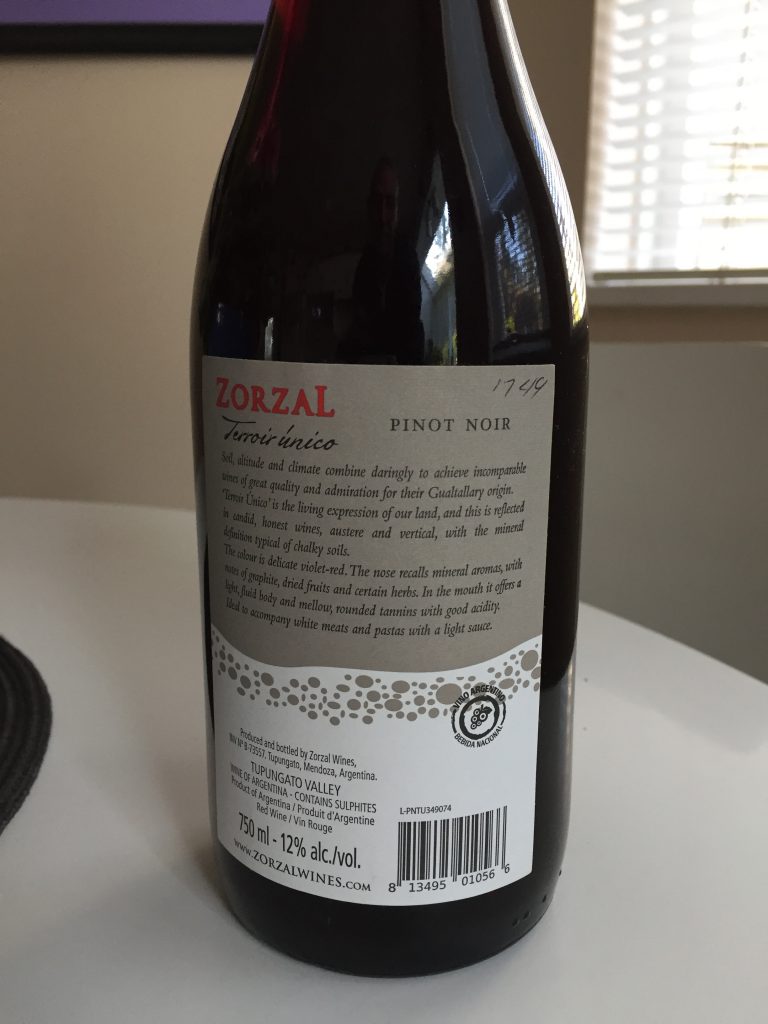 1744
ZORZAL
PINOT NOIR
Terroir único
Soil, altitude and climate combine daringly to achieve incomparable
wines of great quality and admiration for their Gualtallary origin.
'Terroir Único' is the living expression of our land, and this is reflected
in candid, honest wines, austere and vertical, with the mineral
definition typical of chalky soils.
The colour is delicate violet-red. The nose recalls mineral aromas, with
notes of graphite, dried fruits and certain herbs. In the mouth it offers a
light, fluid body and mellow, rounded tannins with good acidity.
Ideal to accompany white meats and pastas with a light sauce.
VINO ARGENTINO
BEBIDA NACIONAL
Produced and bottled by Zorzal Wines,
INV Nº B-73557. Tupungato, Mendoza, Argentina.
TUPUNGATO VALLEY
WINE OF ARGENTINA - CONTAINS SULPHITES
Product of Argentina / Produit d'Argentine
Red Wine / Vin Rouge
750 ml - 12% alc./vol.
www.ZORZALWINES.COM
L-PNTU349074
8 13495 01056 6